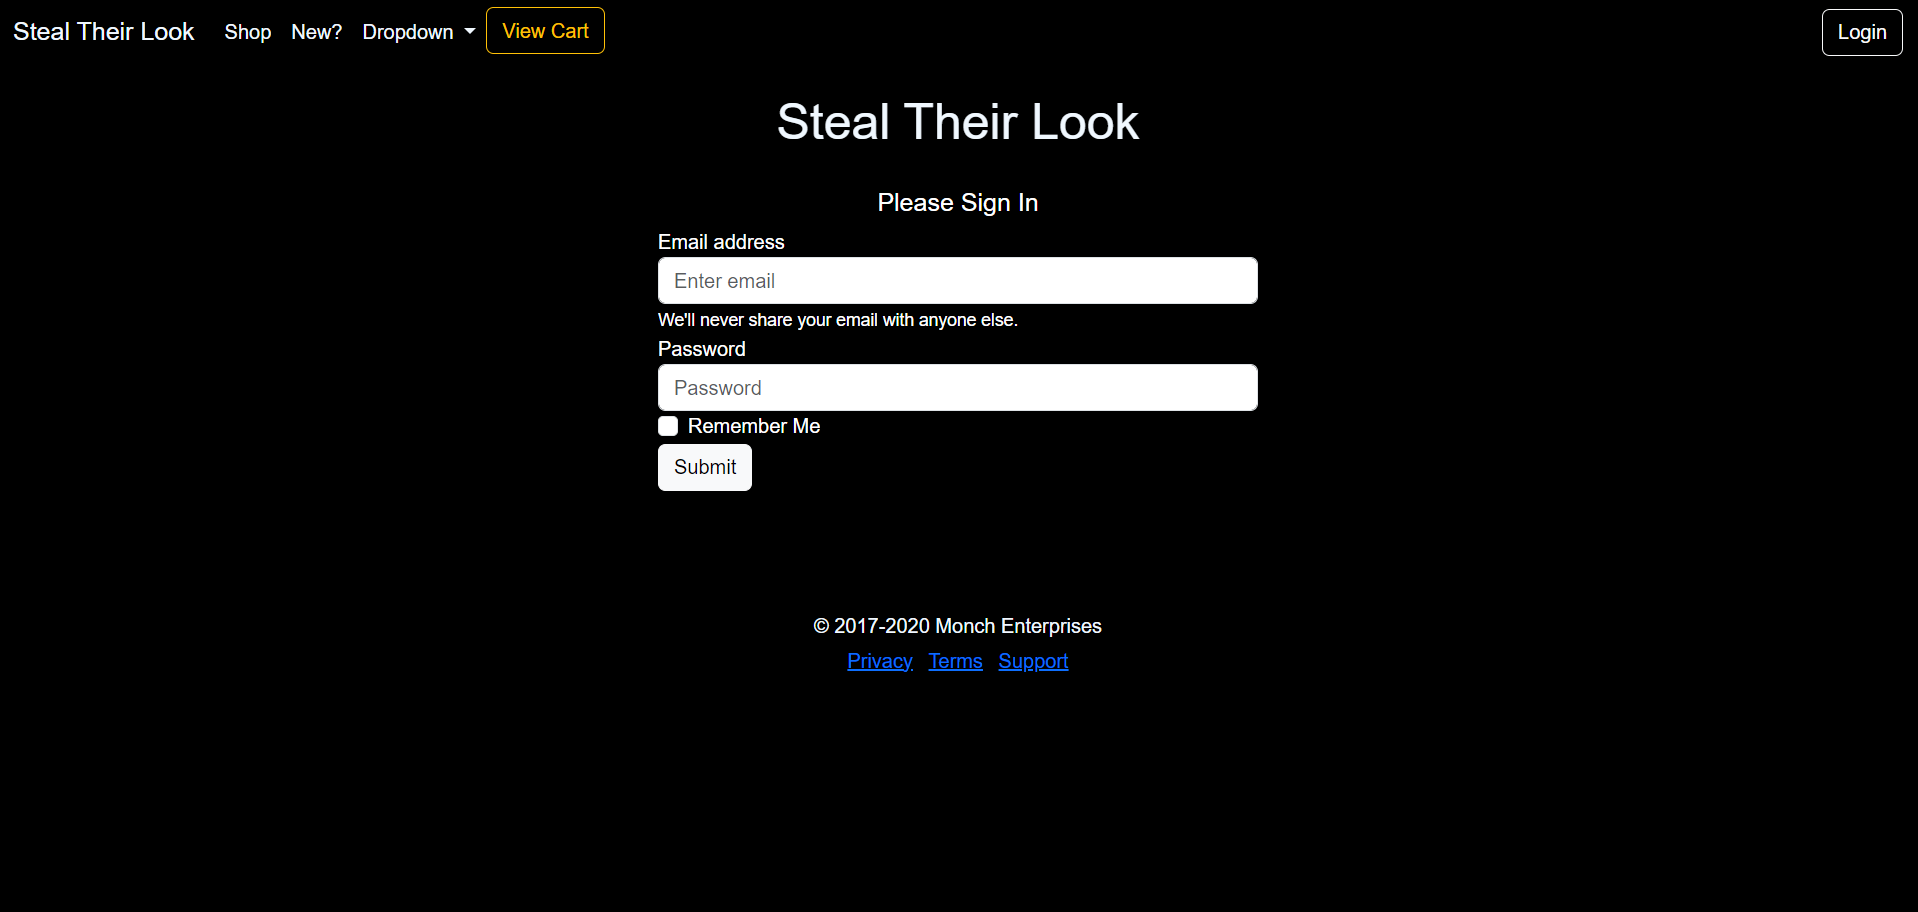 Steal Their Look Shop New? Dropdown View Cart Login
Steal Their Look
Please Sign In
Email address
Enter email
We'll never share your email with anyone else.
Password
Password
Remember Me
Submit
© 2017-2020 Monch Enterprises
Privacy Terms Support